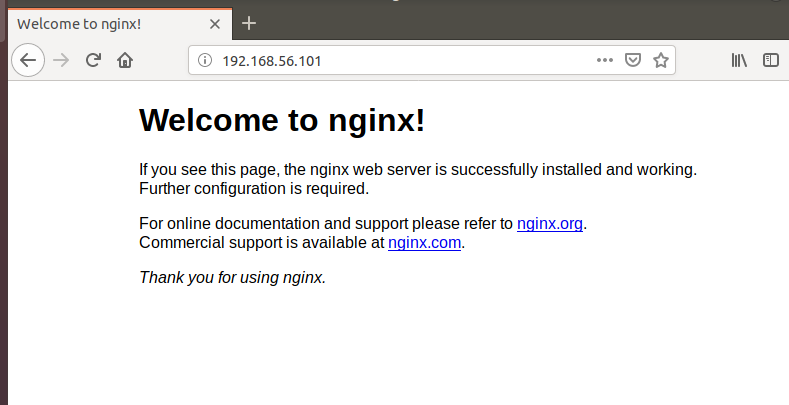 Welcome to nginx!
192.168.56.101
Welcome to nginx!
If you see this page, the nginx web server is successfully installed and working.
Further configuration is required.
For online documentation and support please refer to nginx.org.
Commercial support is available at nginx.com.
Thank you for using nginx.